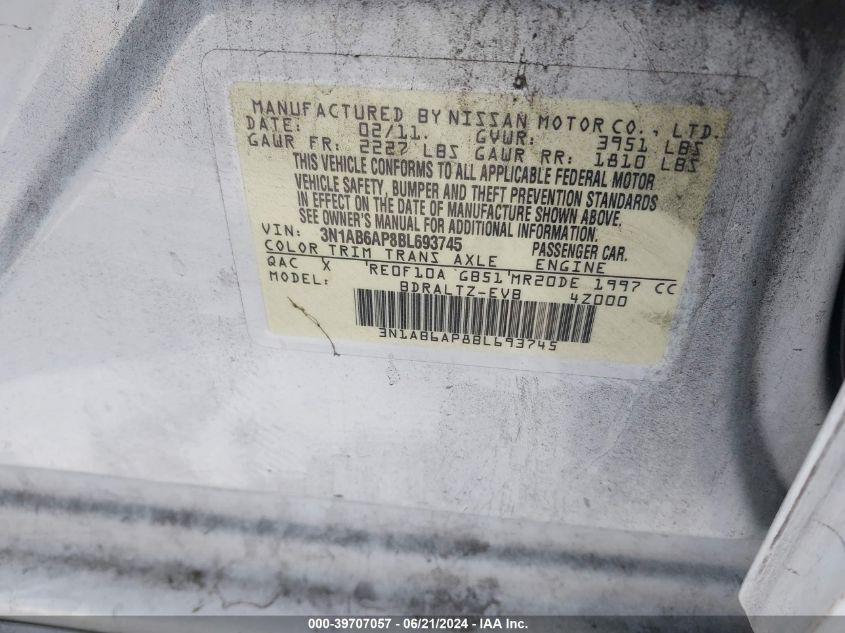 MANUFACTURED BY NISSAN MOTOR CO., LTD.
DATE: 02/11. GVWR: 3951 LBS
GAWR FR: 2227 LBS GAWR RR: 1810 LBS
THIS VEHICLE CONFORMS TO ALL APPLICABLE FEDERAL MOTOR
VEHICLE SAFETY, BUMPER AND THEFT PREVENTION STANDARDS
IN EFFECT ON THE DATE OF MANUFACTURE SHOWN ABOVE.
SEE OWNER'S MANUAL FOR ADDITIONAL INFORMATION.
VIN: 3N1AB6AP8BL693745 PASSENGER CAR.
COLOR TRIM TRANS AXLE ENGINE
QAC X RE0F10A GB51 MR20DE 1997 CC
MODEL: BDRALTZ-EVB 4Z000
3N1AB6AP8BL693745
000-39707057 - 06/21/2024 - IAA, Inc.